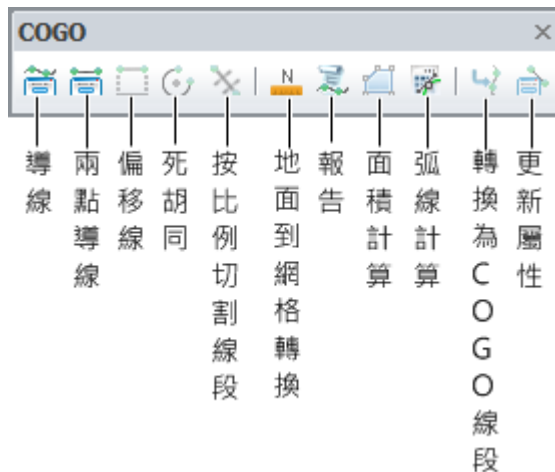 COGO
N
導線
兩點導線
偏移線
死胡同
按比例切割線段
地面到網格轉換
報告
面積計算
弧線計算
轉換為COGO線段
更新屬性